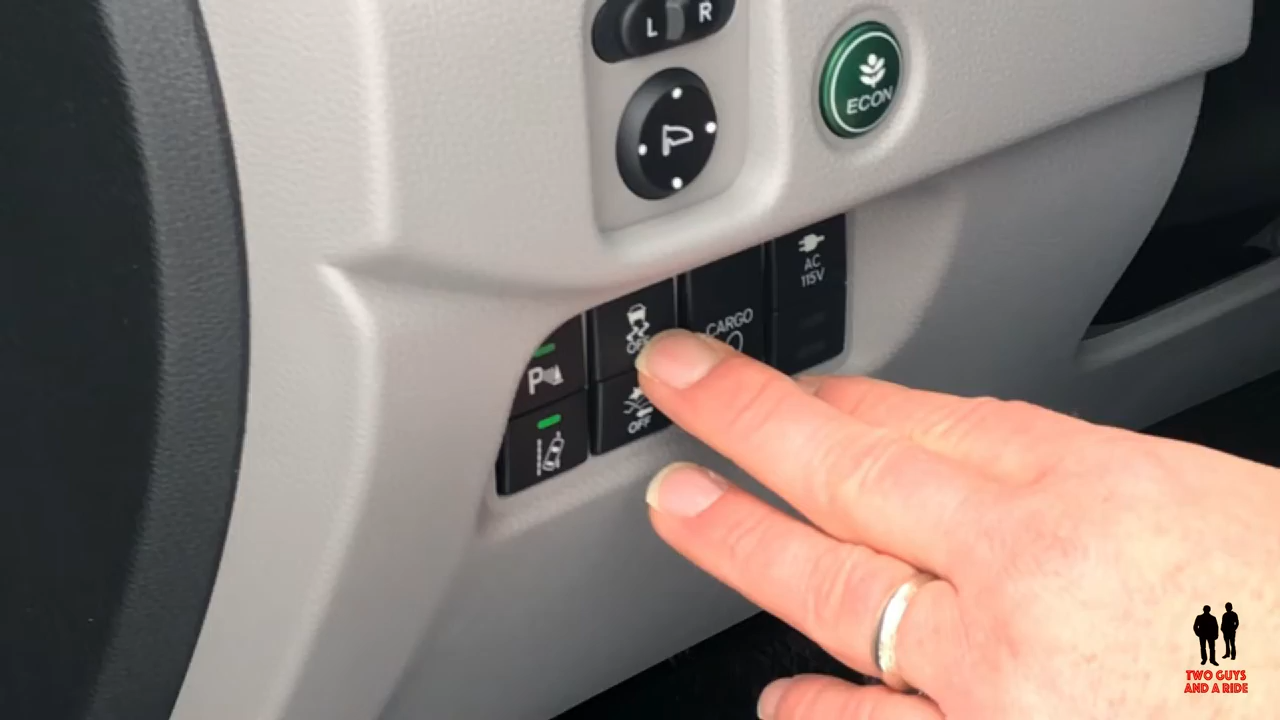 L R
ECON
AC
115V
CARGO
OFF
P
OFF
TWO GUYS
AND A RIDE